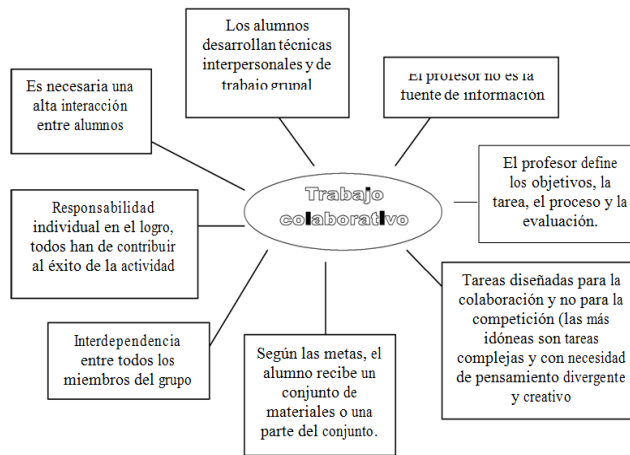 Los alumnos
desarrollan técnicas
interpersonales y de
trabajo grupal
El profesor no es la
fuente de información
Es necesaria una
alta interacción
entre alumnos
Trabajo
colaborativo
El profesor define
los objetivos, la
tarea, el proceso y la
evaluación.
Responsabilidad
individual en el logro,
todos han de contribuir
al éxito de la actividad
Tareas diseñadas para la
colaboración y no para la
competición (las más
idóneas son tareas
complejas y con necesidad
de pensamiento divergente
y creativo
Interdependencia
entre todos los
miembros del grupo
Según las metas, el
alumno recibe un
conjunto de
materiales o una
parte del conjunto.